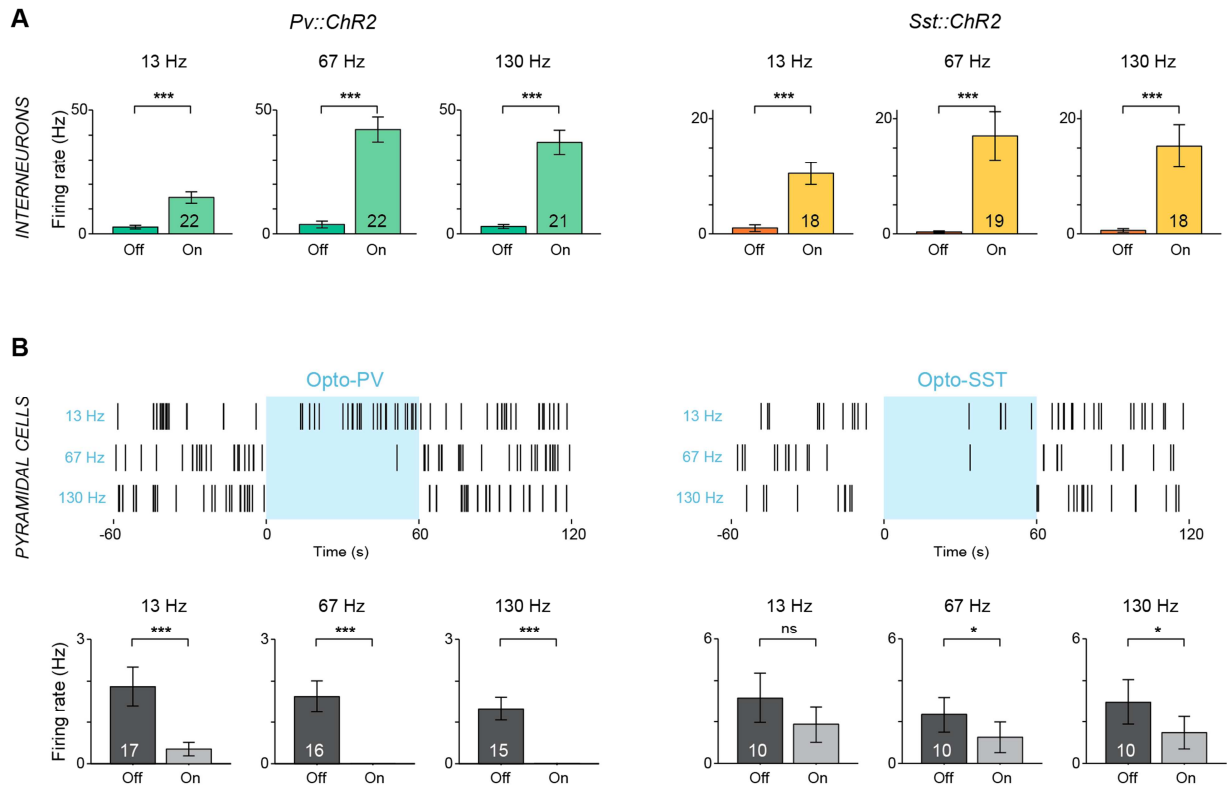 A
Pv::ChR2
Sst::ChR2
13 Hz
67 Hz
130 Hz
13 Hz
67 Hz
130 Hz
INTERNEURONS
Firing rate (Hz)
50
0
***
22
Off On
50
0
***
22
Off On
50
0
***
21
Off On
20
10
0
***
18
Off On
20
10
0
***
19
Off On
20
10
0
***
18
Off On
B
PYRAMIDAL CELLS
Opto-PV
13 Hz
67 Hz
130 Hz
-60 0 60 120
Time (s)
Opto-SST
13 Hz
67 Hz
130 Hz
-60 0 60 120
Time (s)
13 Hz
67 Hz
130 Hz
13 Hz
67 Hz
130 Hz
Firing rate (Hz)
3
0
***
17
Off On
3
0
***
16
Off On
3
0
***
15
Off On
6
0
ns
10
Off On
6
0
*
10
Off On
6
0
*
10
Off On